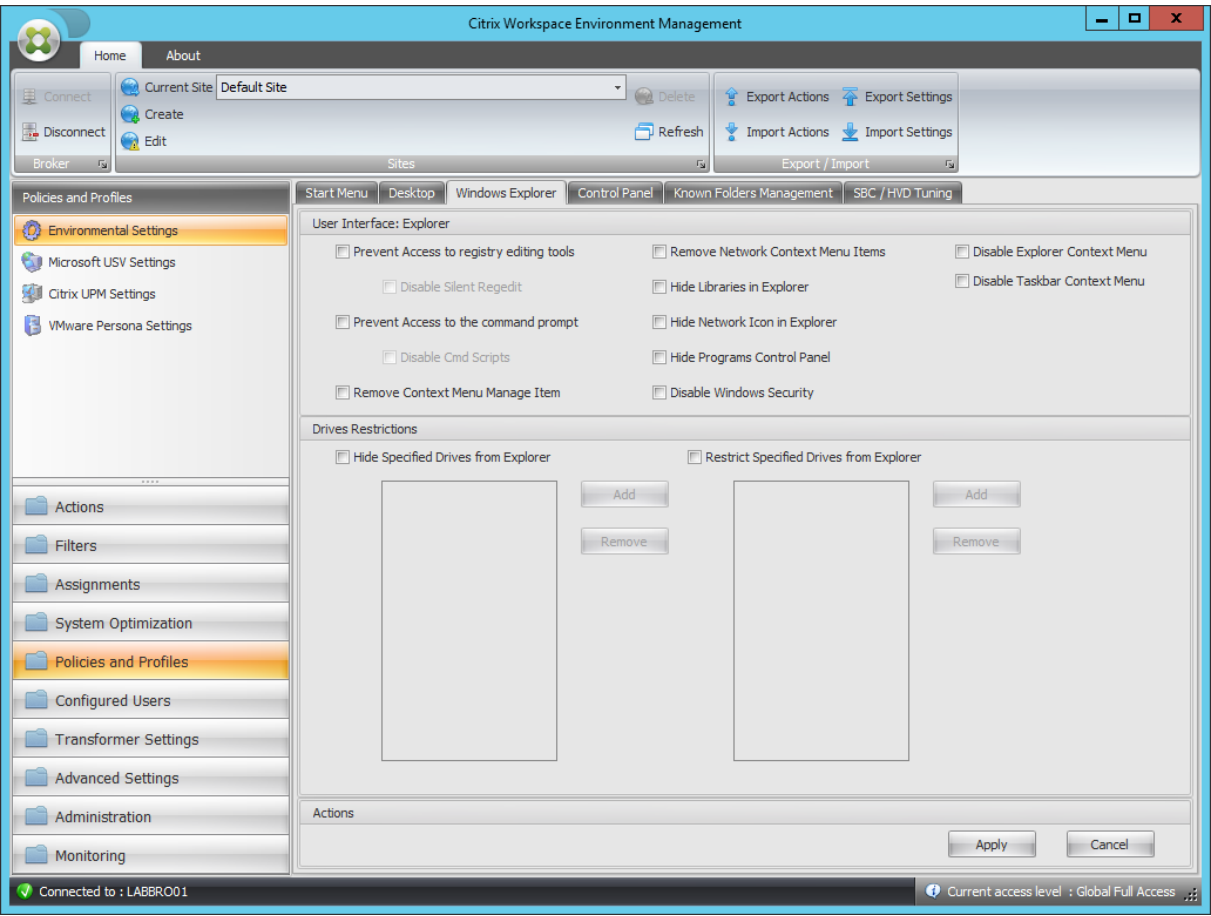 Citrix Workspace Environment Management
Home About
Connect
Disconnect
Broker
Current Site Default Site
Create
Edit
Delete
Refresh
Sites
Export Actions Export Settings
Import Actions Import Settings
Export / Import
Policies and Profiles
Environmental Settings
Microsoft USV Settings
Citrix UPM Settings
VMware Persona Settings
Actions
Filters
Assignments
System Optimization
Policies and Profiles
Configured Users
Transformer Settings
Advanced Settings
Administration
Monitoring
Start Menu Desktop Windows Explorer Control Panel Known Folders Management SBC / HVD Tuning
User Interface: Explorer
Prevent Access to registry editing tools
Disable Silent Regedit
Prevent Access to the command prompt
Disable Cmd Scripts
Remove Context Menu Manage Item
Remove Network Context Menu Items
Hide Libraries in Explorer
Hide Network Icon in Explorer
Hide Programs Control Panel
Disable Windows Security
Disable Explorer Context Menu
Disable Taskbar Context Menu
Drives Restrictions
Hide Specified Drives from Explorer
Add
Remove
Restrict Specified Drives from Explorer
Add
Remove
Actions
Apply Cancel
Connected to : LABBRO01
Current access level : Global Full Access